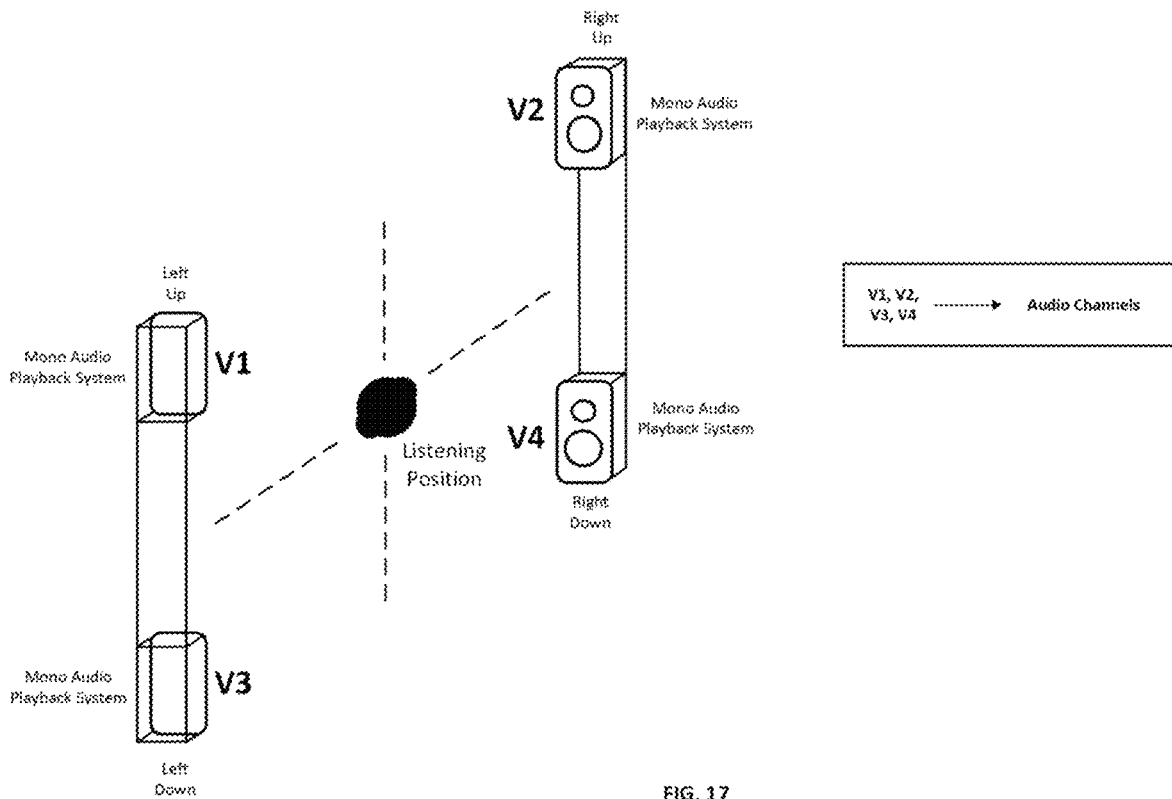 Right
Up
V2
Mono Audio
Playback System
Left
Up
V1, V2,
V3, V4
Audio Channels
Mono Audio
Playback System
V1
Listening
Position
V4
Mono Audio
Playback System
Right
Down
Mono Audio
Playback System
V3
Left
Down
FIG. 17